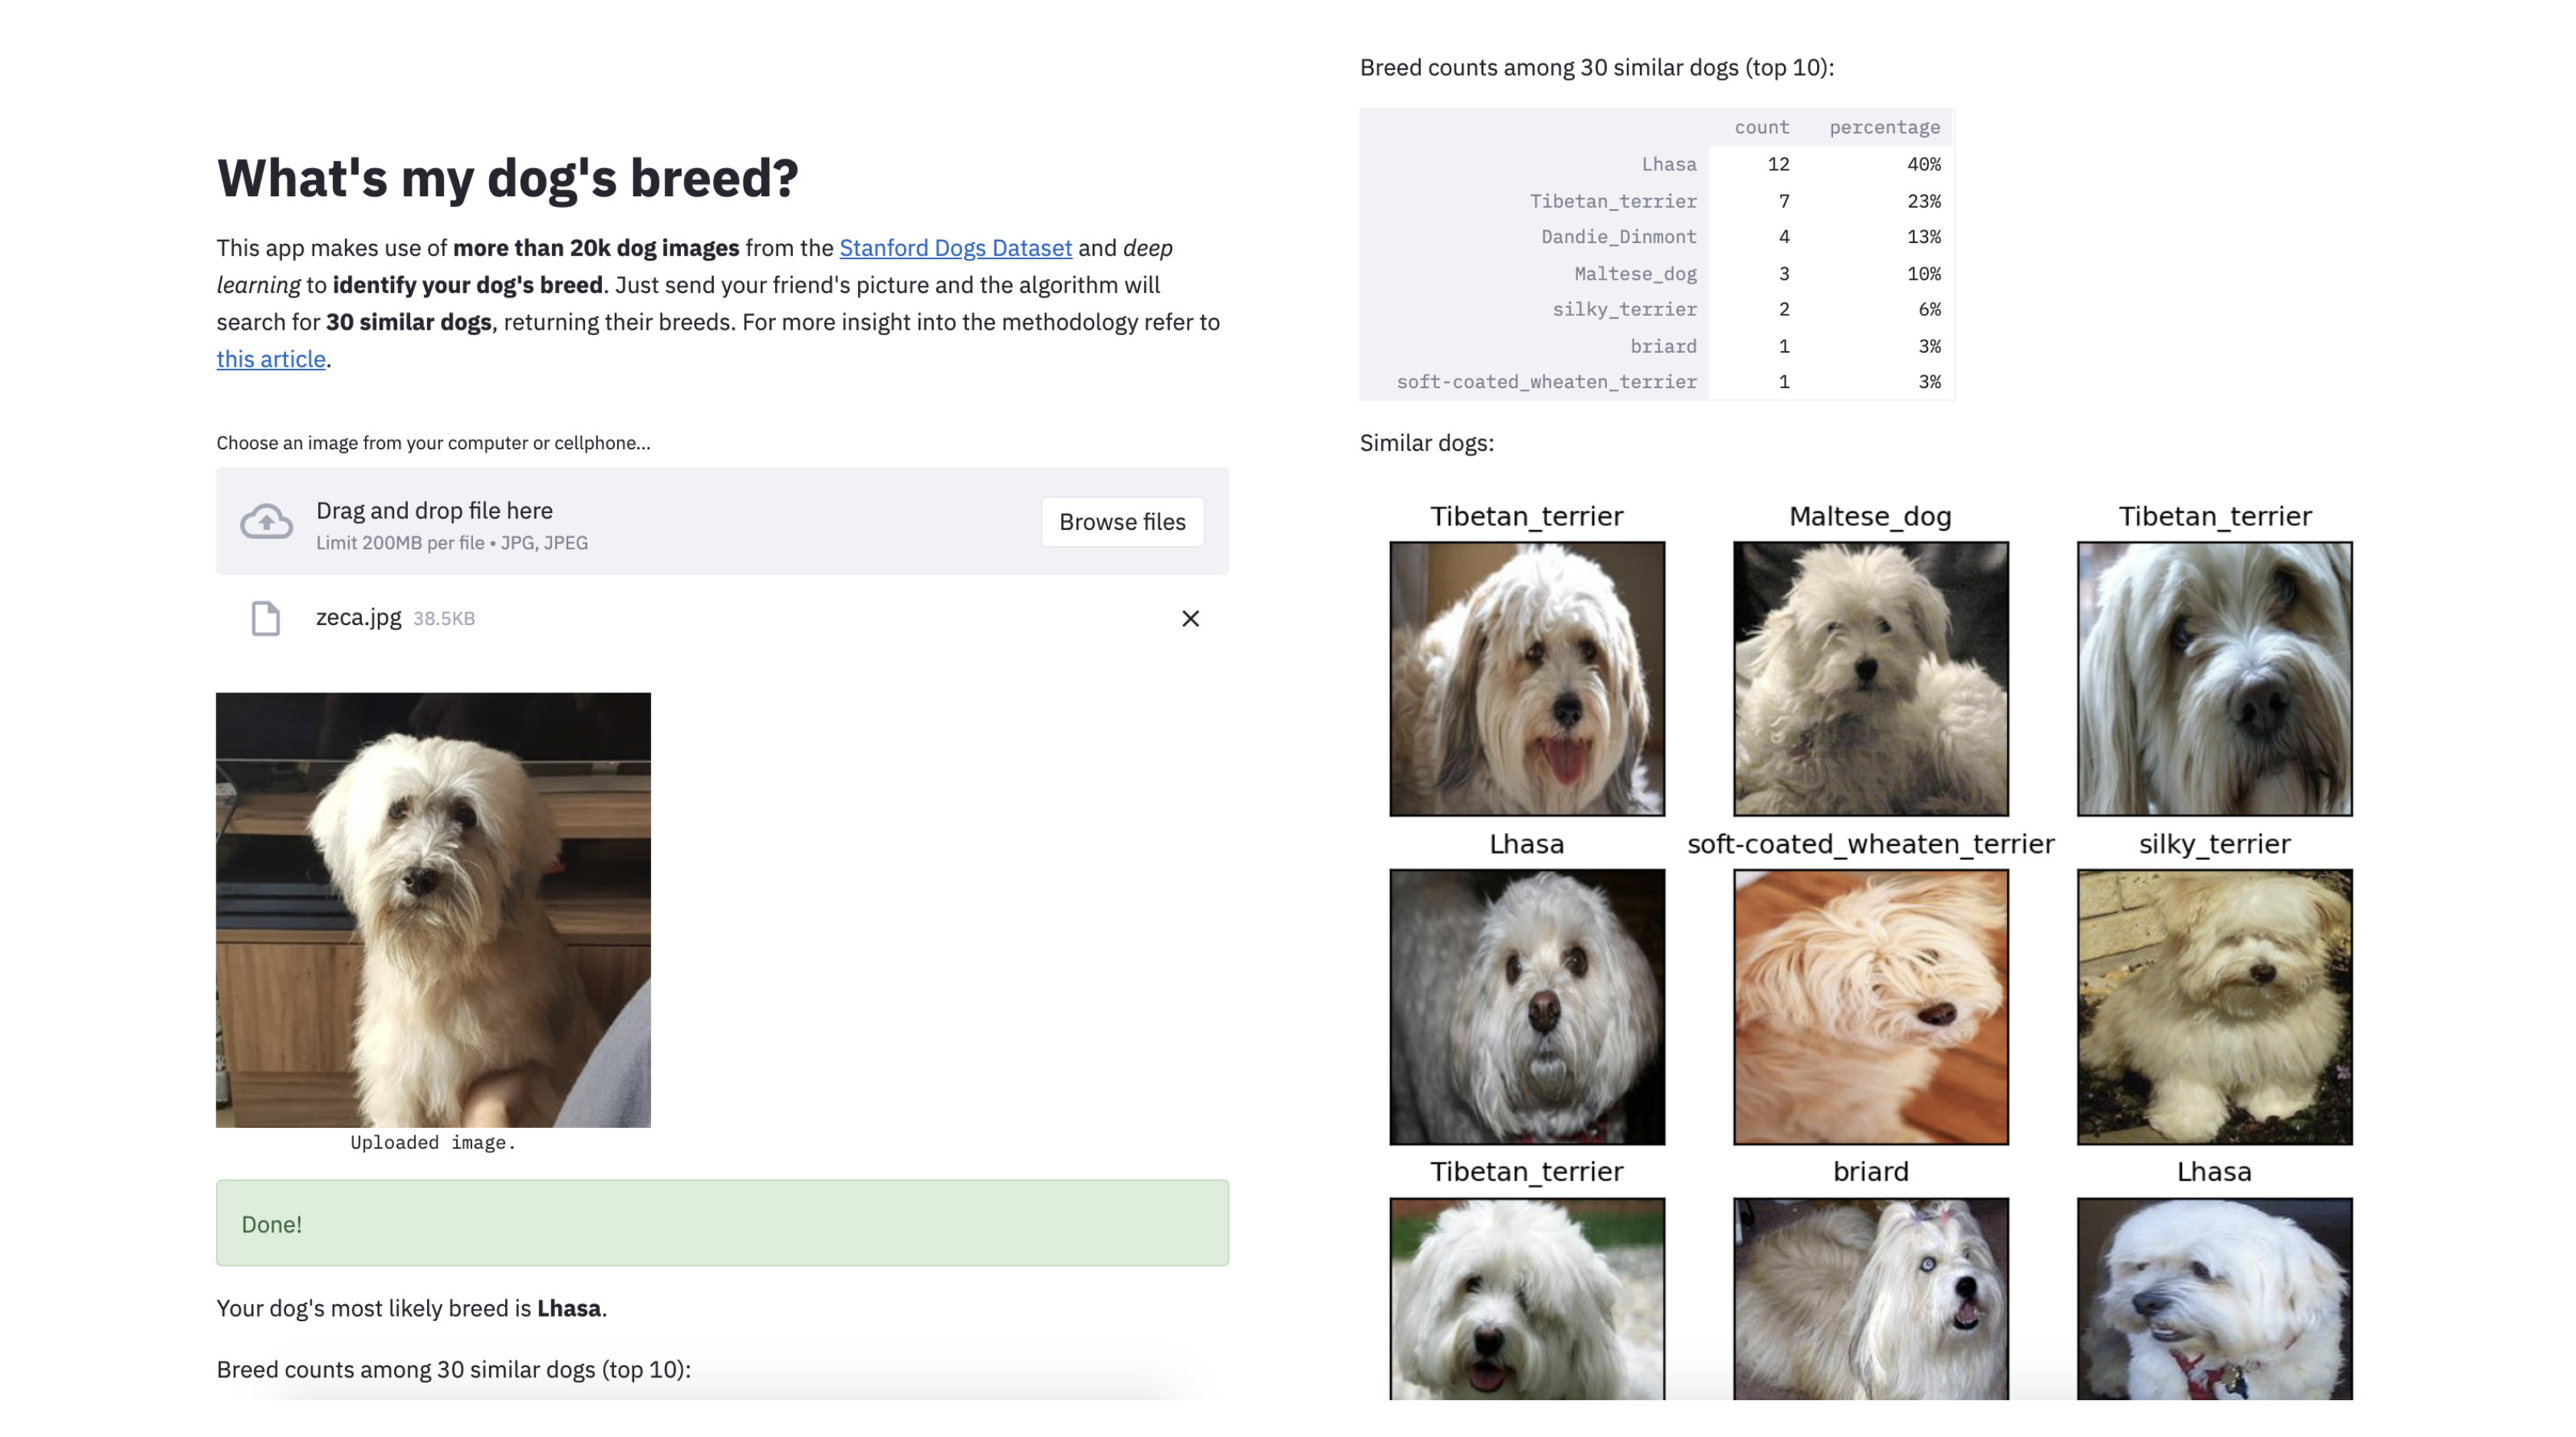 What's my dog's breed?
This app makes use of more than 20k dog images from the Stanford Dogs Dataset and deep
learning to identify your dog's breed. Just send your friend's picture and the algorithm will
search for 30 similar dogs, returning their breeds. For more insight into the methodology refer to
this article.
Choose an image from your computer or cellphone...
Drag and drop file here
Limit 200MB per file • JPG, JPEG
Browse files
zeca.jpg 38.5KB
Uploaded image.
Done!
Your dog's most likely breed is Lhasa.
Breed counts among 30 similar dogs (top 10):
Breed counts among 30 similar dogs (top 10):
count percentage
Lhasa 12 40%
Tibetan_terrier 7 23%
Dandie_Dinmont 4 13%
Maltese_dog 3 10%
silky_terrier 2 6%
briard 1 3%
soft-coated_wheaten_terrier 1 3%
Similar dogs:
Tibetan_terrier Maltese_dog Tibetan_terrier
Lhasa soft-coated_wheaten_terrier silky_terrier
Tibetan_terrier briard Lhasa